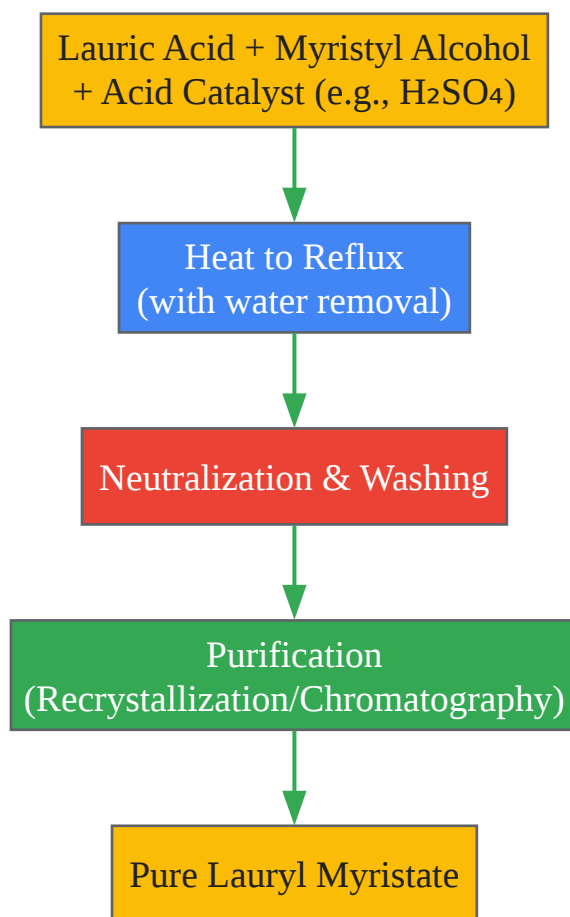 Lauric Acid + Myristyl Alcohol
+ Acid Catalyst (e.g., H₂SO₄)
Heat to Reflux
(with water removal)
Neutralization & Washing
Purification
(Recrystallization/Chromatography)
Pure Lauryl Myristate